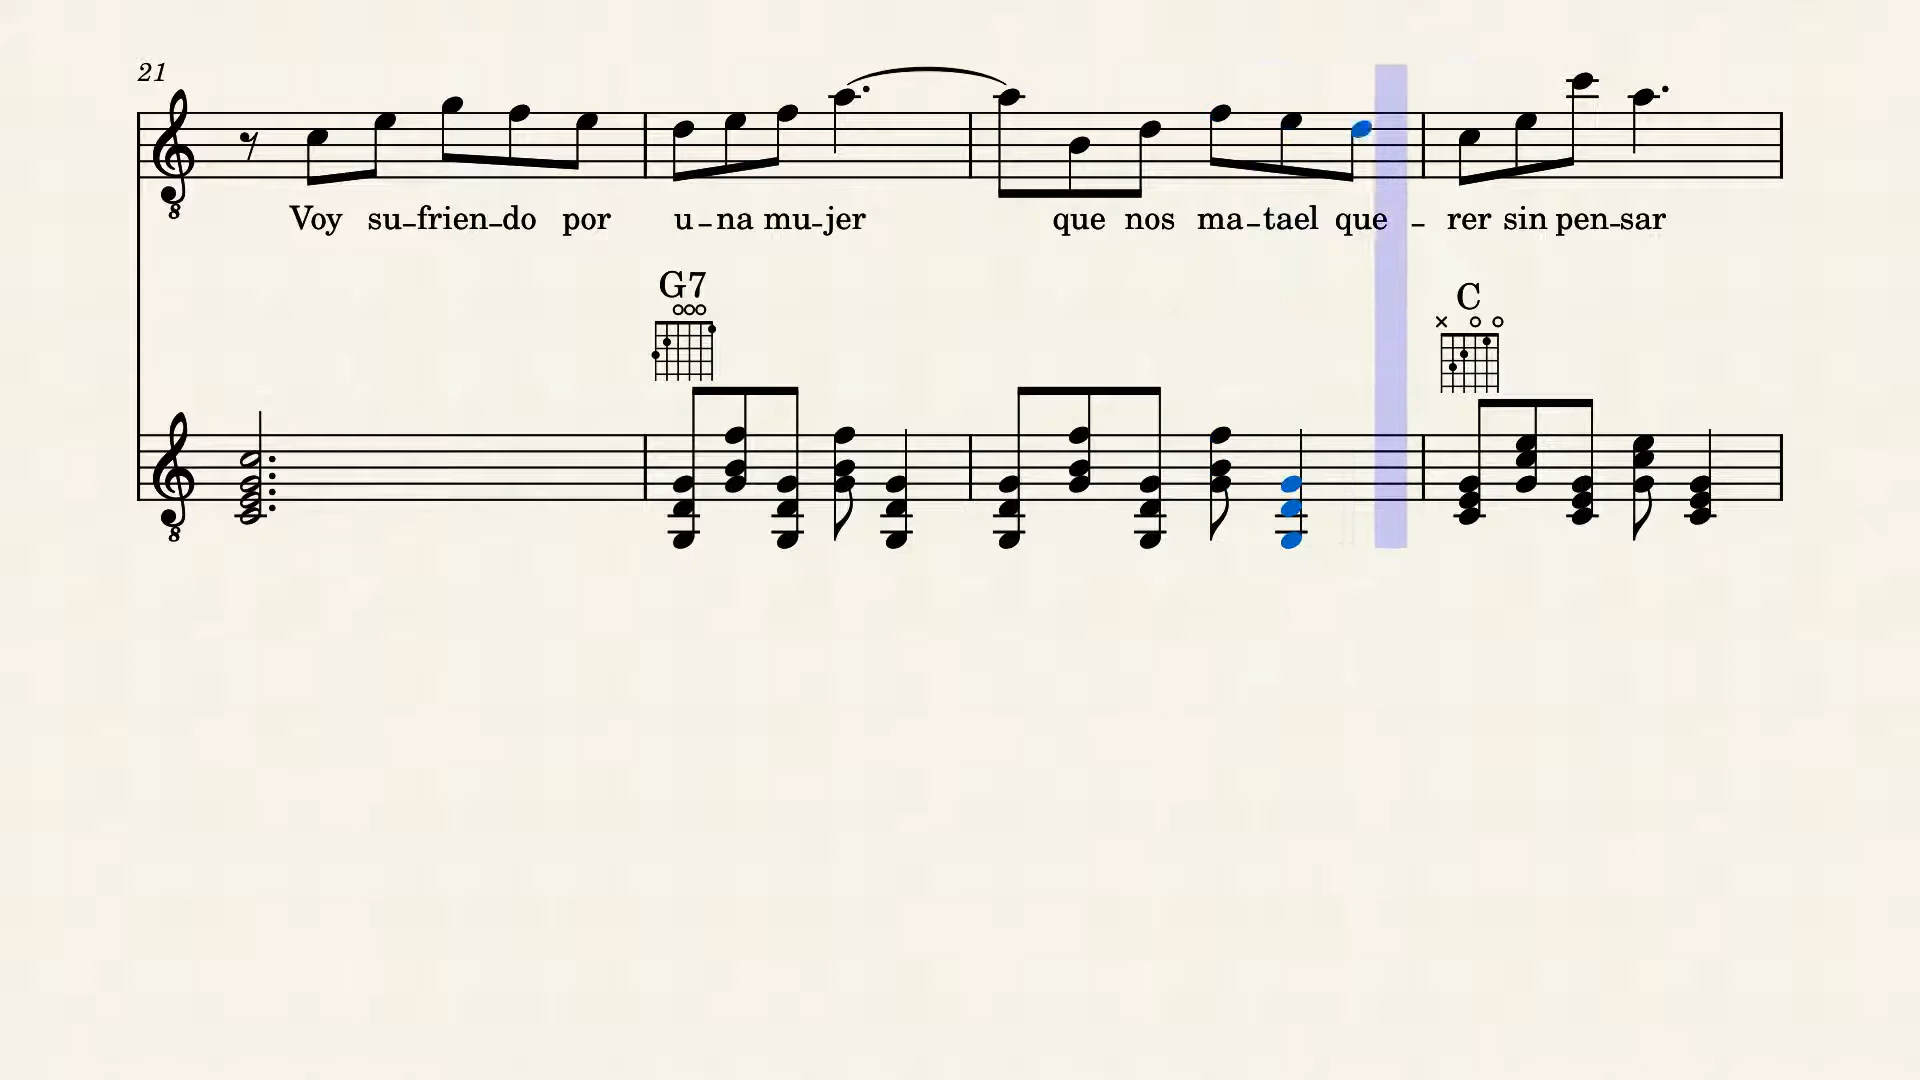 21
Voy su-frien-do por u-na mu-jer que nos ma-tael que - rer sin pen-sar
G7
C